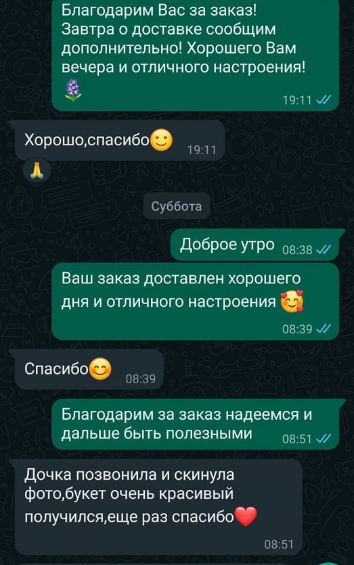 Благодарим Вас за заказ!
Завтра о доставке сообщим
дополнительно! Хорошего Вам
вечера и отличного настроения!
🪻
19:11
Хорошо,спасибо🙂 19:11
🙏
Суббота
Доброе утро 08:38
Ваш заказ доставлен хорошего
дня и отличного настроения 🥰
08:39
Спасибо😊 08:39
Благодарим за заказ надеемся и
дальше быть полезными 08:51
Дочка позвонила и скинула
фото,букет очень красивый
получился,еще раз спасибо❤️
08:51